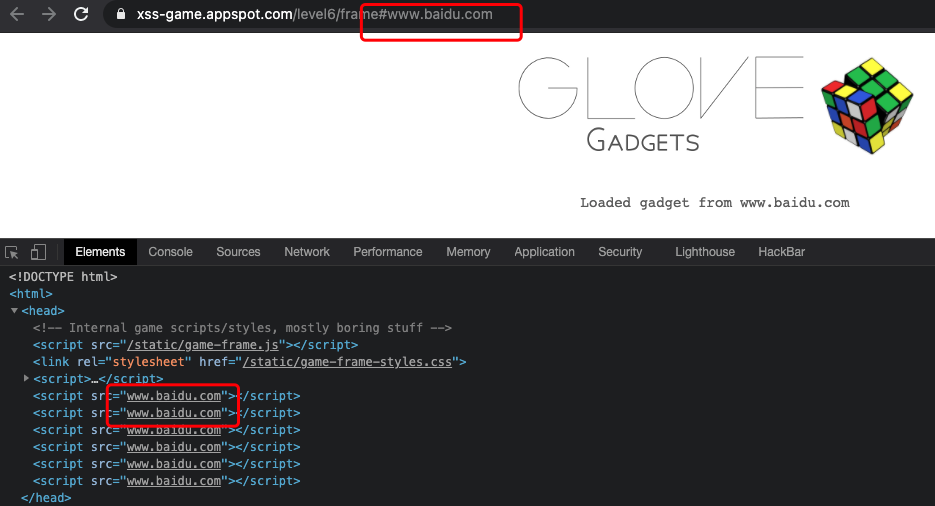 xss-game.appspot.com/level6/frame#www.baidu.com
GLOVE
GADGETS
Loaded gadget from www.baidu.com
Elements Console Sources Network Performance Memory Application Security Lighthouse HackBar
<!DOCTYPE html>
<html>
<head>
<!-- Internal game scripts/styles, mostly boring stuff -->
<script src="/static/game-frame.js"></script>
<link rel="stylesheet" href="/static/game-frame-styles.css">
<script>…</script>
<script src="www.baidu.com"></script>
<script src="www.baidu.com"></script>
<script src="www.baidu.com"></script>
<script src="www.baidu.com"></script>
<script src="www.baidu.com"></script>
<script src="www.baidu.com"></script>
</head>